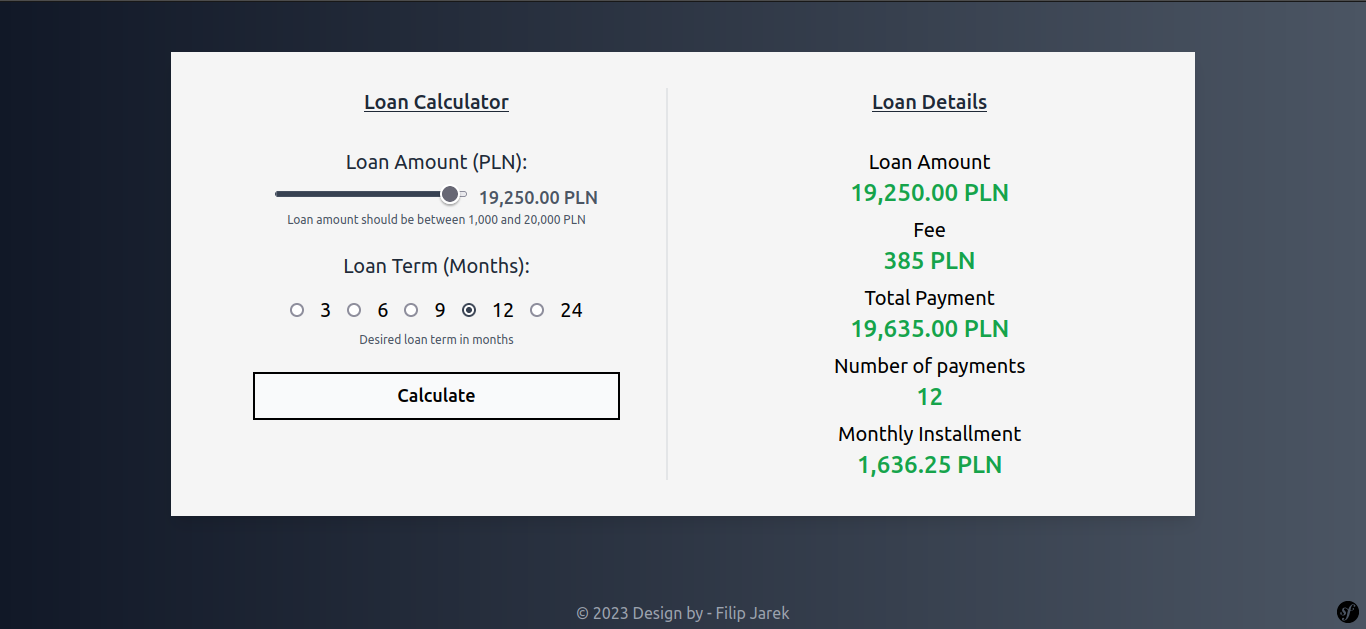 Loan Calculator
Loan Amount (PLN):
19,250.00 PLN
Loan amount should be between 1,000 and 20,000 PLN
Loan Term (Months):
3 6 9 12 24
Desired loan term in months
Calculate
Loan Details
Loan Amount
19,250.00 PLN
Fee
385 PLN
Total Payment
19,635.00 PLN
Number of payments
12
Monthly Installment
1,636.25 PLN
© 2023 Design by - Filip Jarek
sf